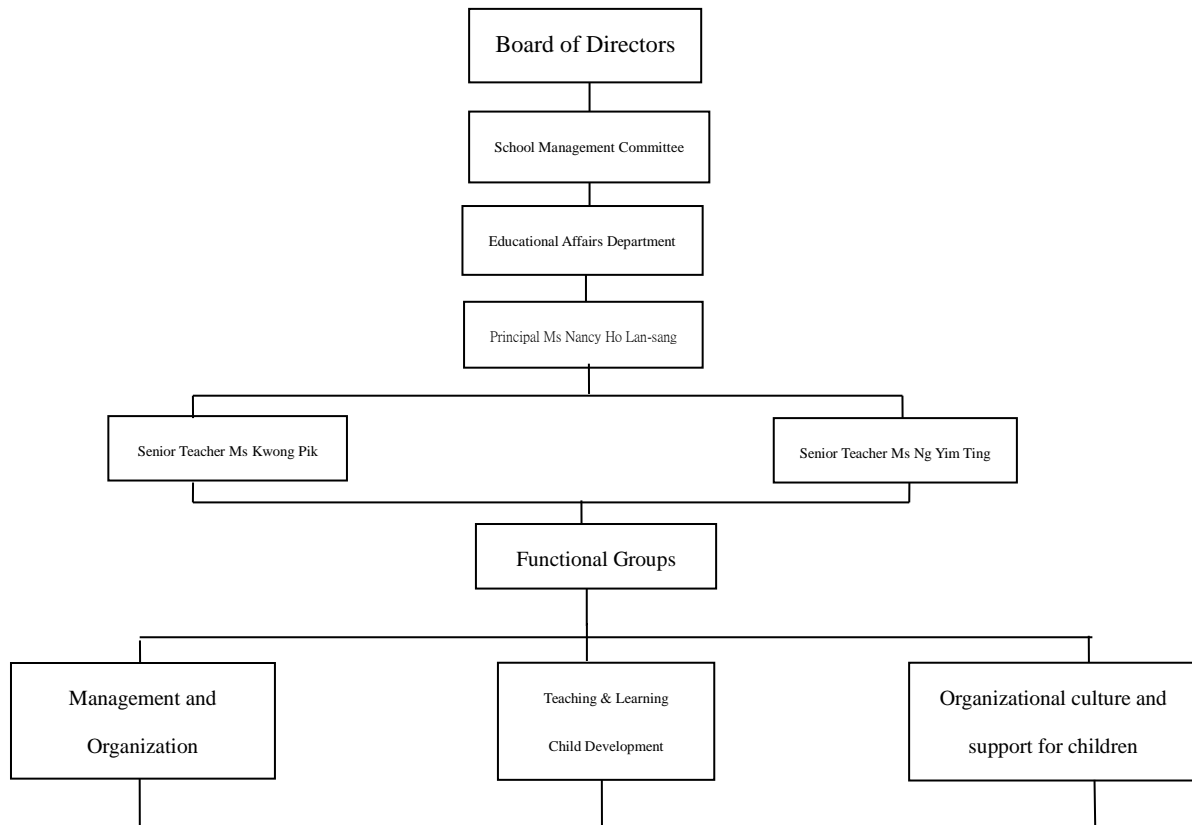 Board of Directors
School Management Committee
Educational Affairs Department
Principal Ms Nancy Ho Lan-sang
Senior Teacher Ms Kwong Pik
Senior Teacher Ms Ng Yim Ting
Functional Groups
Management and
Organization
Teaching & Learning
Child Development
Organizational culture and
support for children